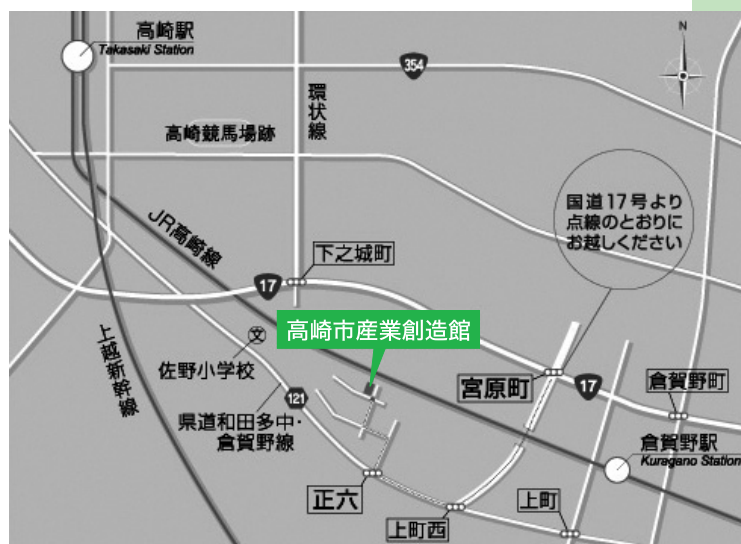 高崎駅
Takasaki Station
N
354
環状線
高崎競馬場跡
国道17号より
点線のとおりに
お越しください
JR高崎線
下之城町
17
高崎市産業創造館
文
佐野小学校
上越新幹線
宮原町
17
倉賀野町
121
県道和田多中・
倉賀野線
倉賀野駅
Kuragano Station
正六
上町西
上町